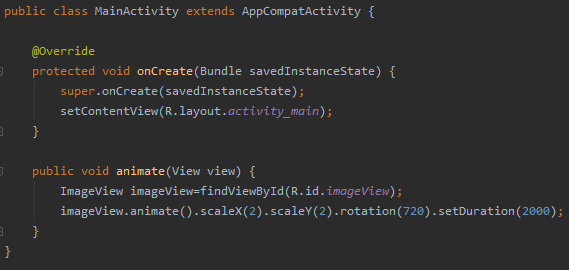 public class MainActivity extends AppCompatActivity {
@Override
protected void onCreate(Bundle savedInstanceState) {
super.onCreate(savedInstanceState);
setContentView(R.layout.activity_main);
}
public void animate(View view) {
ImageView imageView=findViewById(R.id.imageView);
imageView.animate().scaleX(2).scaleY(2).rotation(720).setDuration(2000);
}
}